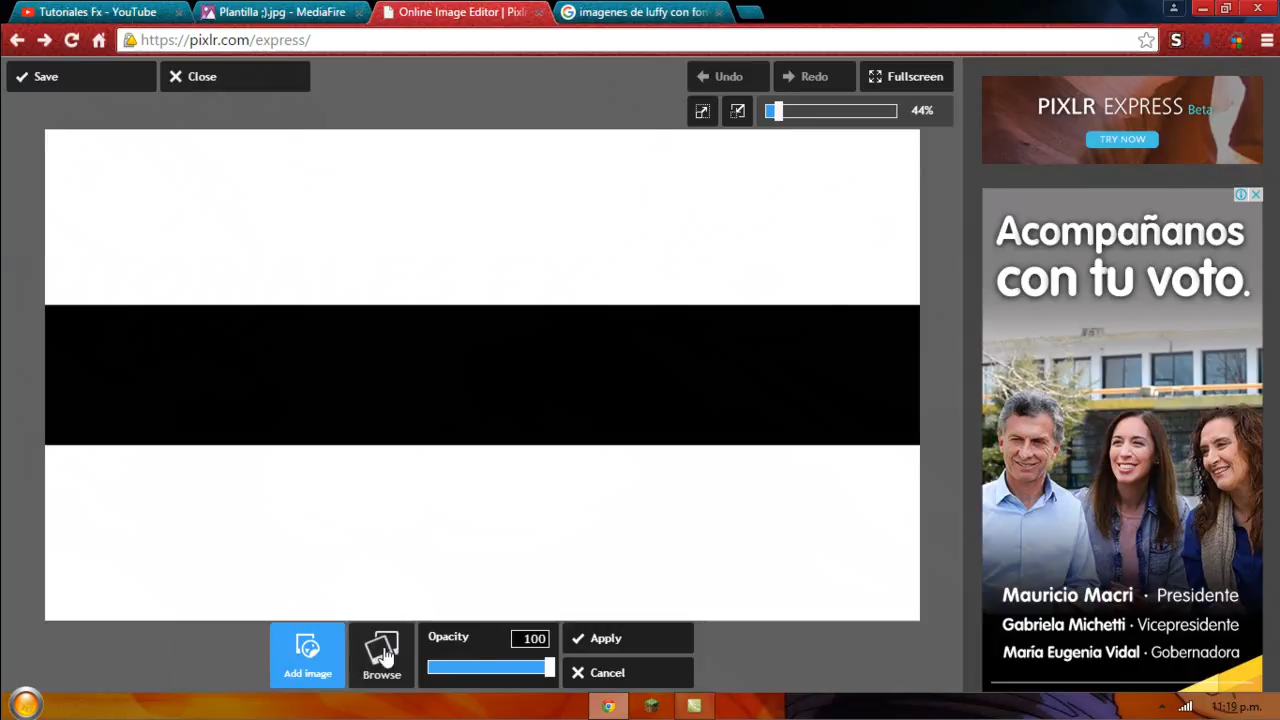 Tutoriales Fx - YouTube
Plantilla ;).jpg - MediaFire
Online Image Editor | Pixl
imagenes de luffy con fon
https://pixlr.com/express/
Save
Close
Undo
Redo
Fullscreen
44%
S
PIXLR EXPRESS Beta
TRY NOW
Acompañanos
con tu voto.
Mauricio Macri · Presidente
Gabriela Michetti · Vicepresidente
María Eugenia Vidal · Gobernadora
Add image
Browse
Opacity
100
Apply
Cancel
11:19 p.m.